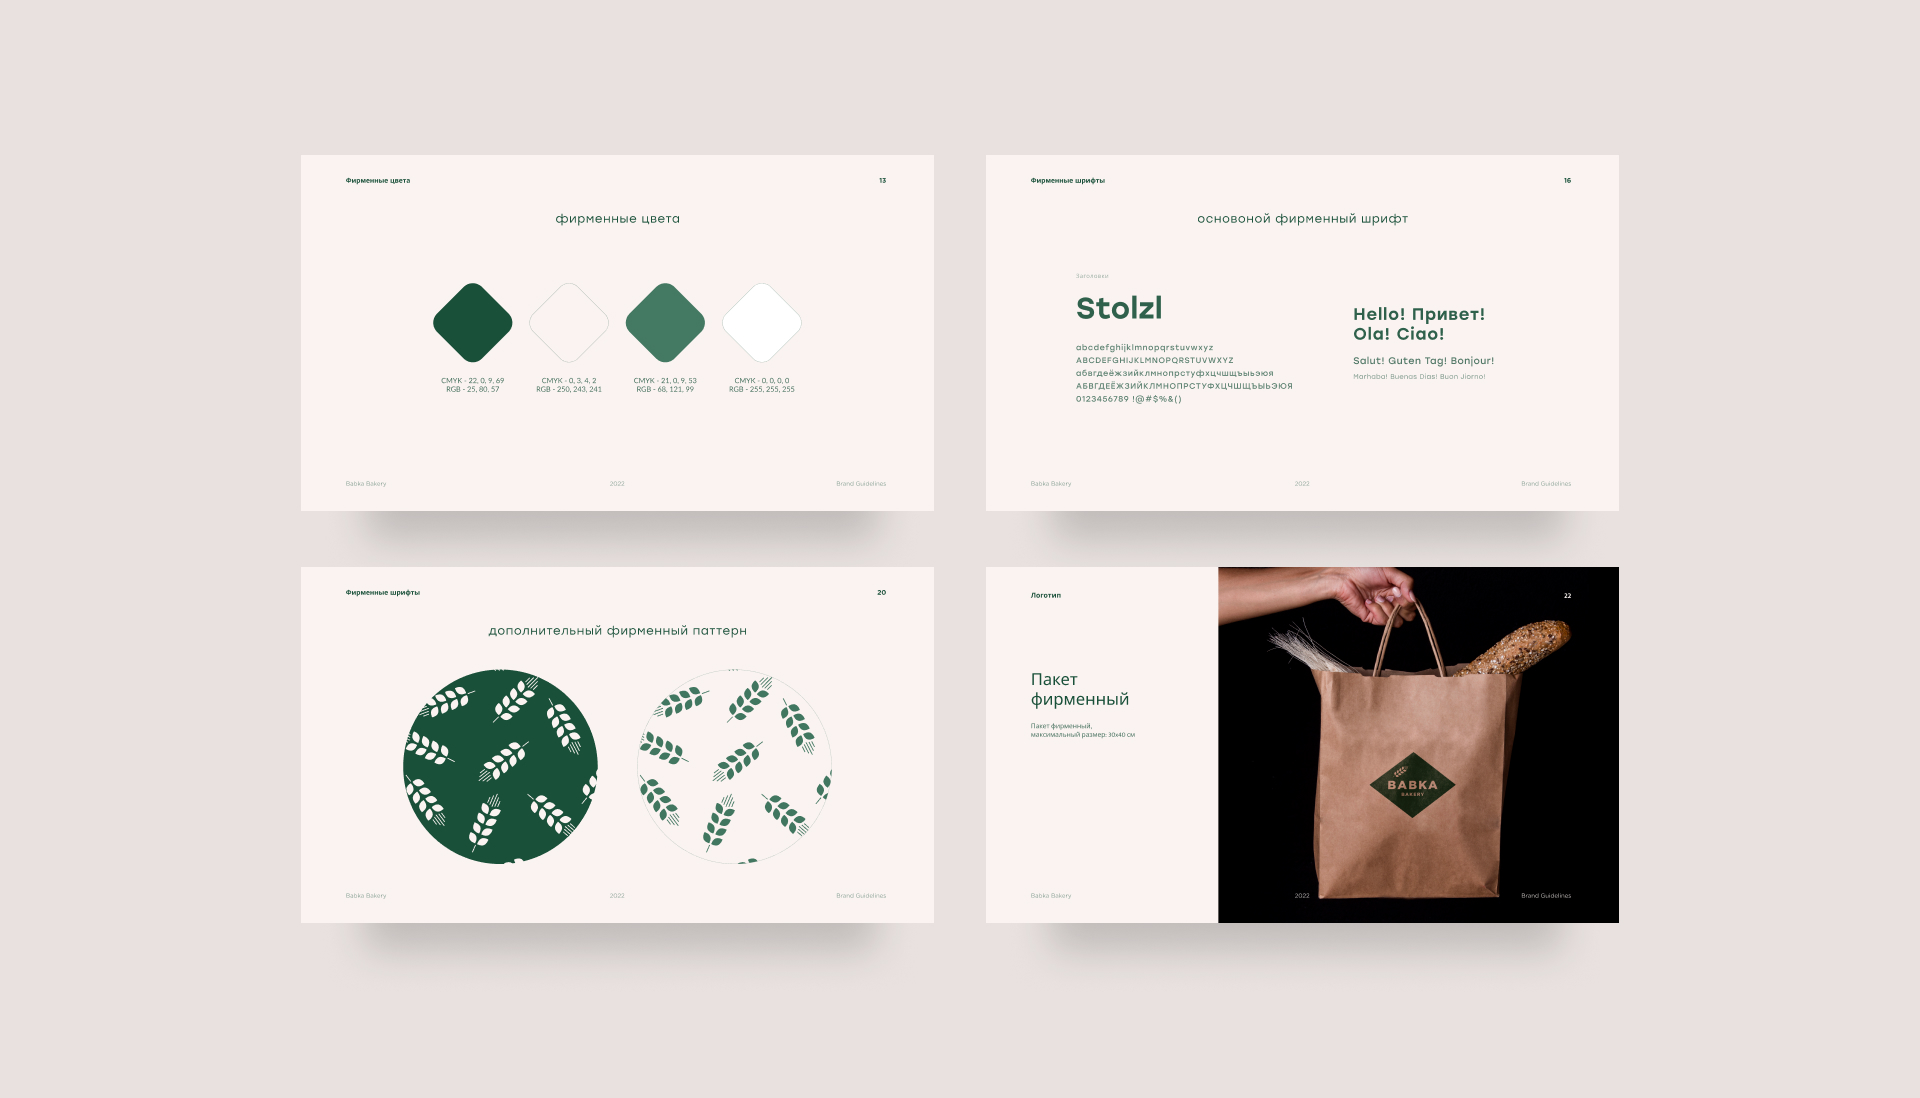 Фирменные цвета
13
фирменные цвета
CMYK - 22, 0, 9, 69
RGB - 25, 80, 57
CMYK - 0, 3, 4, 2
RGB - 250, 243, 241
CMYK - 21, 0, 9, 53
RGB - 68, 121, 99
CMYK - 0, 0, 0, 0
RGB - 255, 255, 255
Babka Bakery
2022
Brand Guidelines
Фирменные шрифты
16
основоной фирменный шрифт
Заголовки
Stolzl
abcdefghijklmnopqrstuvwxyz
ABCDEFGHIJKLMNOPQRSTUVWXYZ
абвгдеёжзийклмнопрстуфхцчшщъыьэюя
АБВГДЕЁЖЗИЙКЛМНОПРСТУФХЦЧШЩЪЫЬЭЮЯ
0123456789 !@#$%&()
Hello! Привет!
Ola! Ciao!
Salut! Guten Tag! Bonjour!
Marhaba! Buenas Dias! Buon Jiorno!
Babka Bakery
2022
Brand Guidelines
Фирменные шрифты
20
дополнительный фирменный паттерн
Babka Bakery
2022
Brand Guidelines
Логотип
22
Пакет
фирменный
Пакет фирменный,
максимальный размер: 30x40 см
BABKA
BAKERY
Babka Bakery
2022
Brand Guidelines